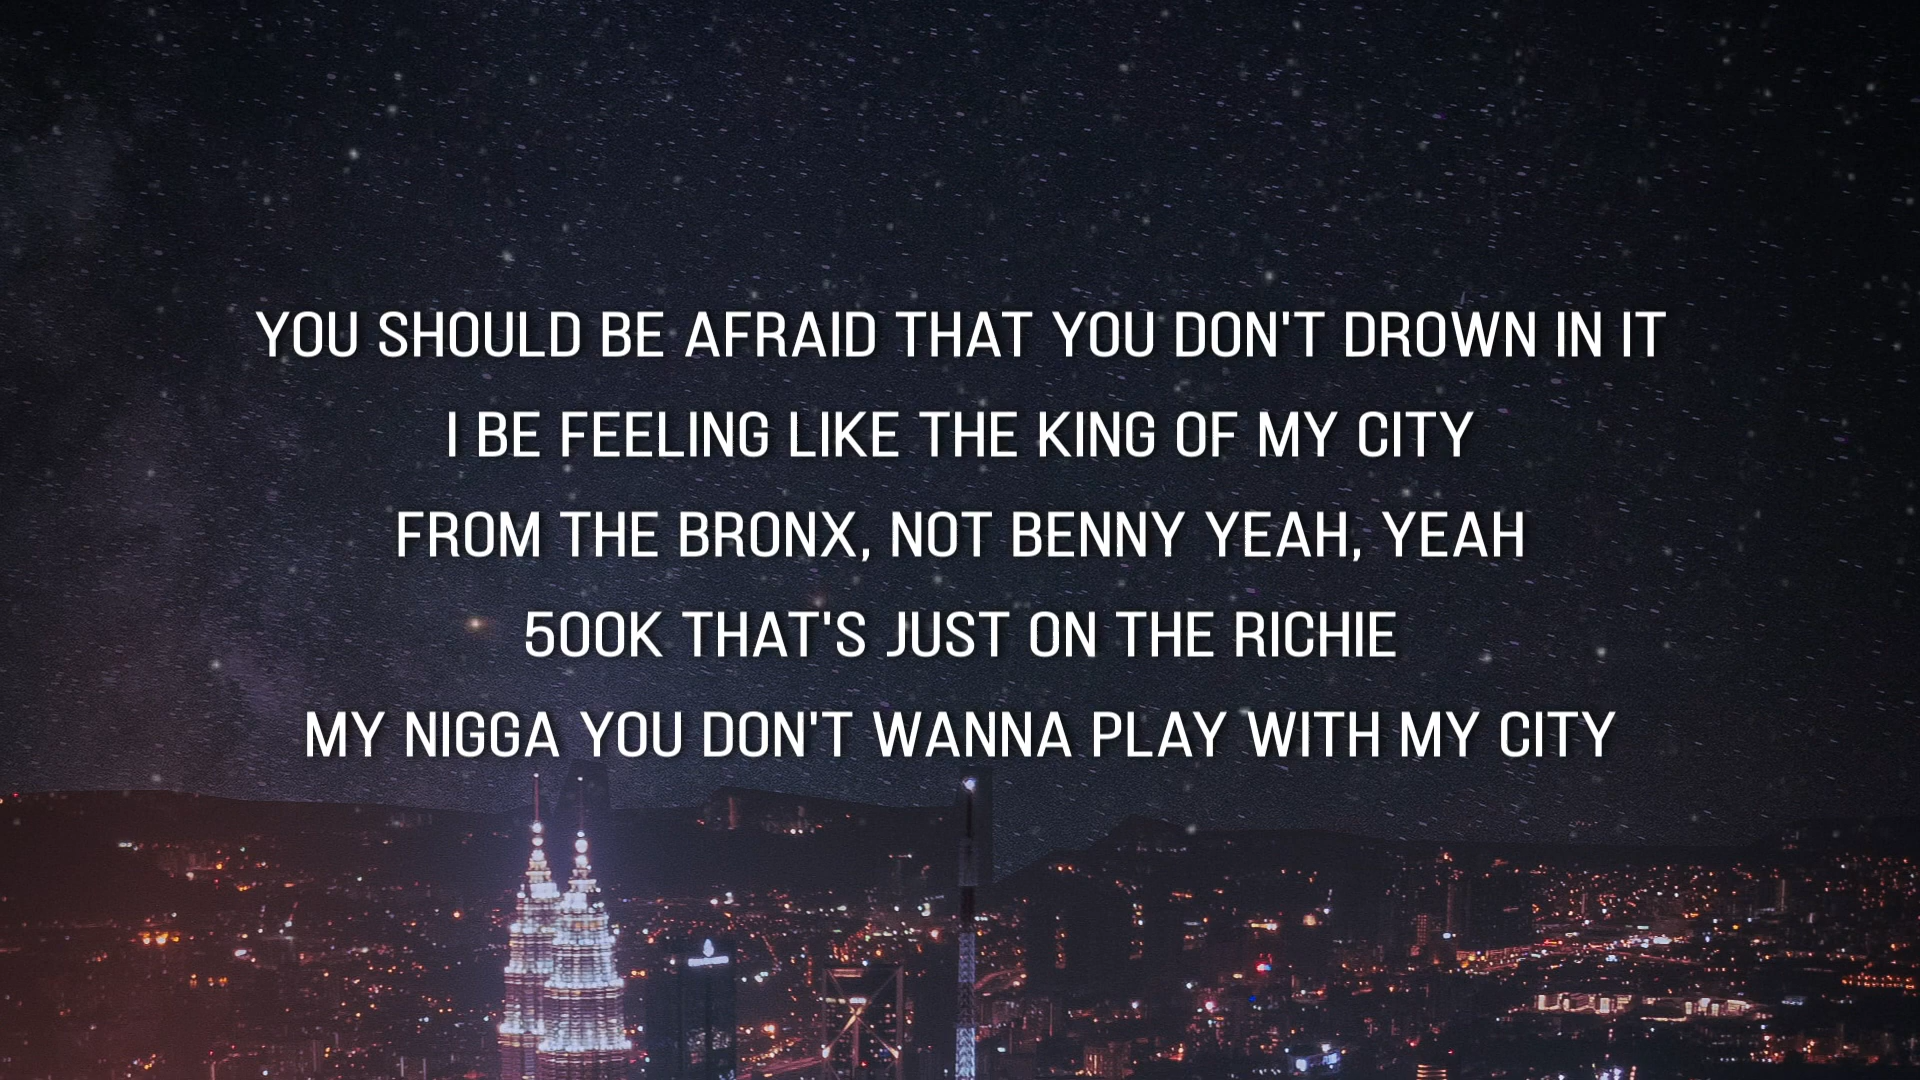 YOU SHOULD BE AFRAID THAT YOU DON'T DROWN IN IT
I BE FEELING LIKE THE KING OF MY CITY
FROM THE BRONX, NOT BENNY YEAH, YEAH
500K THAT'S JUST ON THE RICHIE
MY NIGGA YOU DON'T WANNA PLAY WITH MY CITY